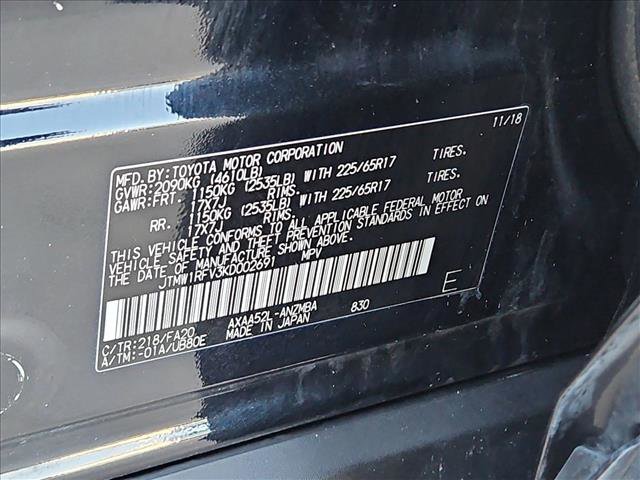 11/18
MFD.BY:TOYOTA MOTOR CORPORATION
GVWR:2090KG (4610LB)
GAWR:FRT. 1150KG (2535LB) WITH 225/65R17 TIRES.
17X7J RIMS.
RR. 1150KG (2535LB) WITH 225/65R17 TIRES.
17X7J RIMS.
THIS VEHICLE CONFORMS TO ALL APPLICABLE FEDERAL MOTOR
VEHICLE SAFETY AND THEFT PREVENTION STANDARDS IN EFFECT
ON THE DATE OF MANUFACTURE SHOWN ABOVE.
JTMW1RFV3KD002691 MPV
E
C/TR:218/FA20 AXAA52L-ANZMBA 830
A/TM:-01A/UB80E MADE IN JAPAN